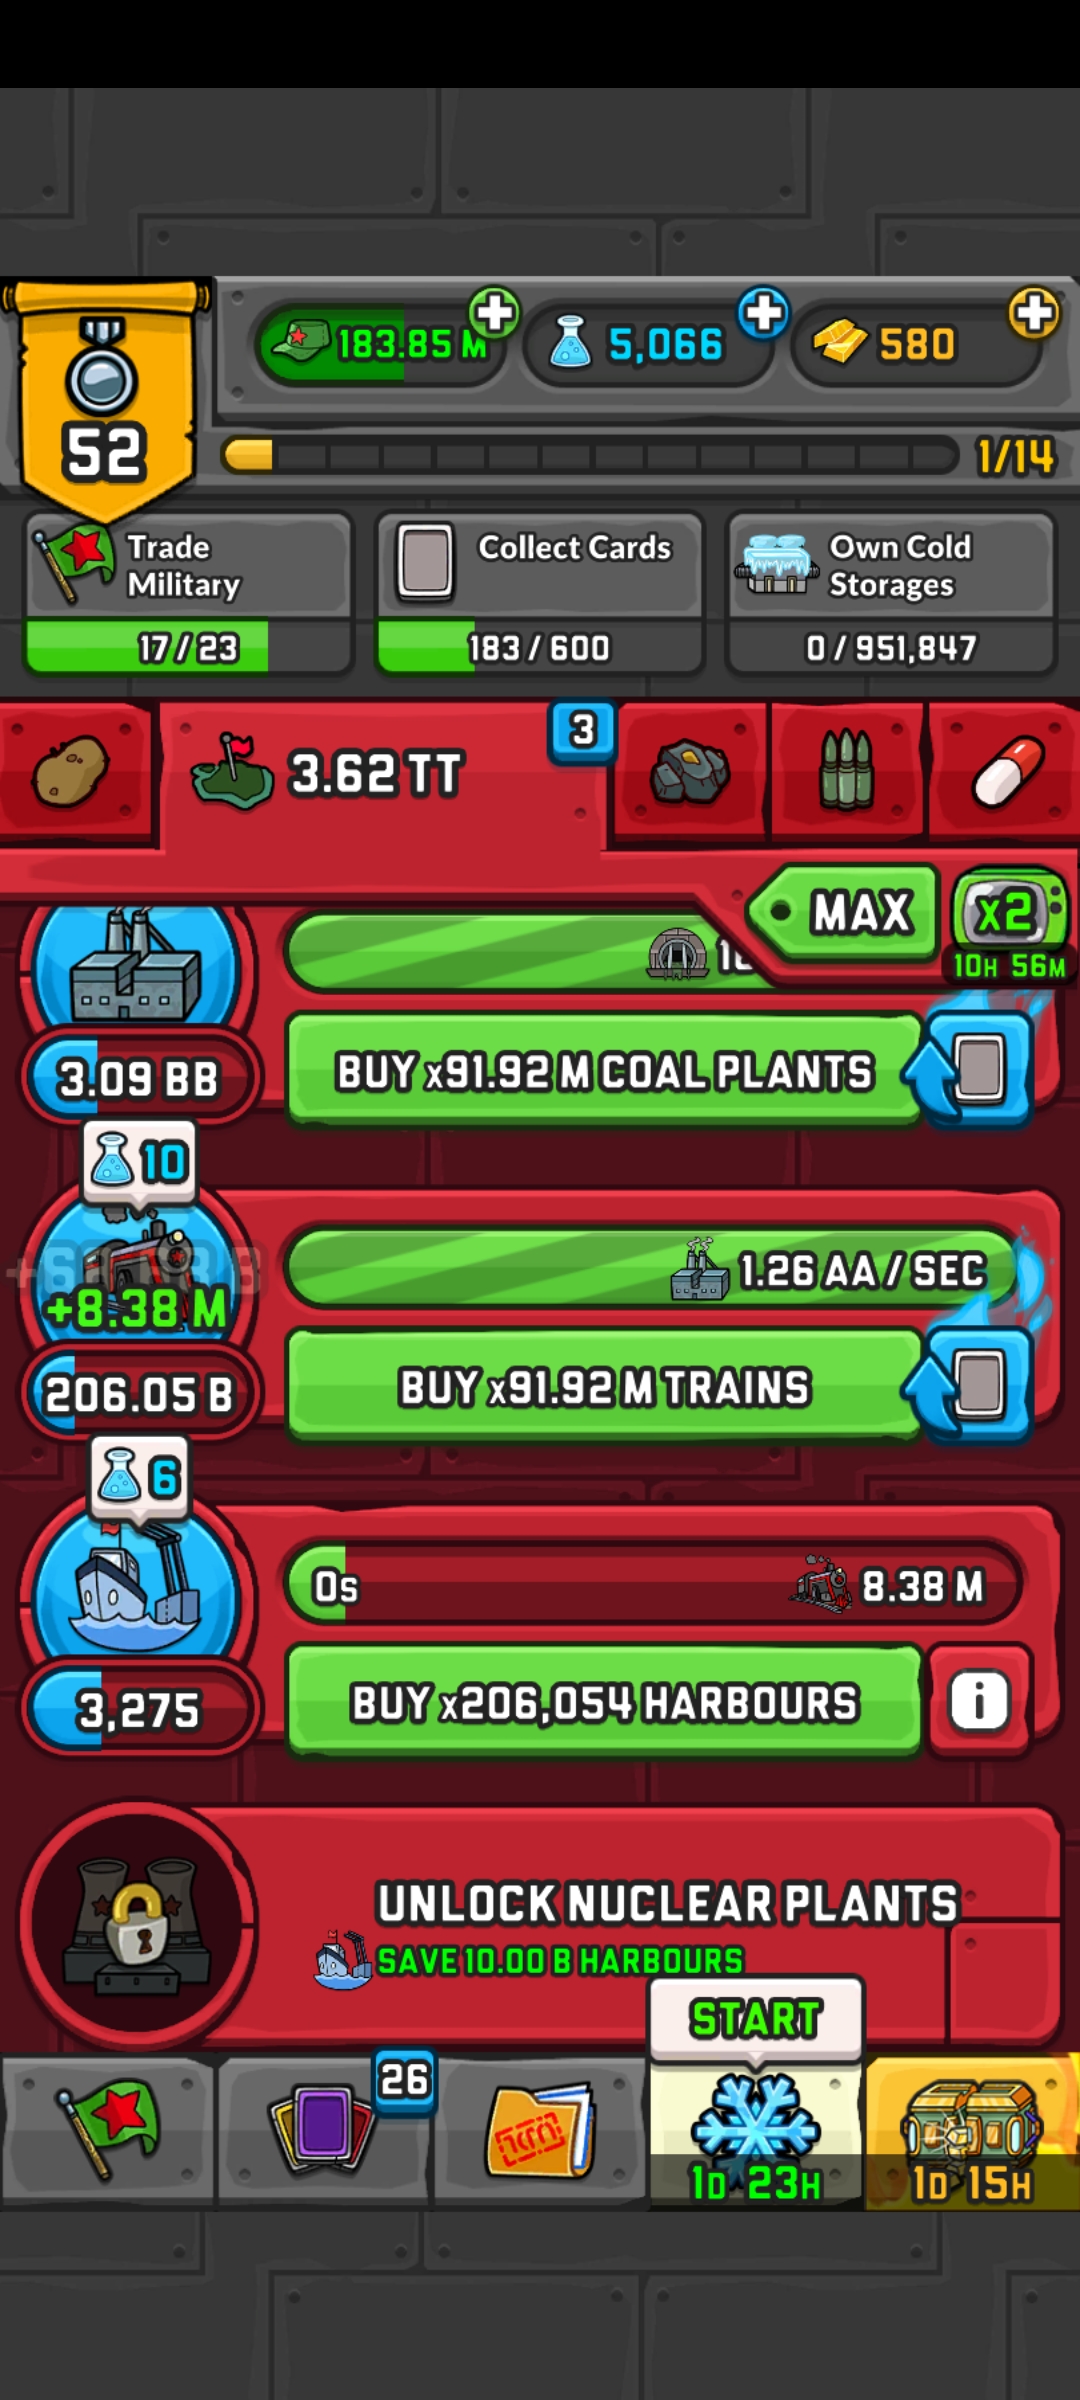 183.85 M
5,066
580
52
1/14
Trade
Military
17/23
Collect Cards
183/600
Own Cold
Storages
0/951,847
3.62 TT
3
MAX
x2
10H 56M
BUY x91.92 M COAL PLANTS
3.09 BB
10
1.26 AA / SEC
+8.38 M
BUY x91.92 M TRAINS
206.05 B
6
0s
8.38 M
BUY x206,054 HARBOURS
i
3,275
UNLOCK NUCLEAR PLANTS
SAVE 10.00 B HARBOURS
START
26
1D 23H
1D 15H